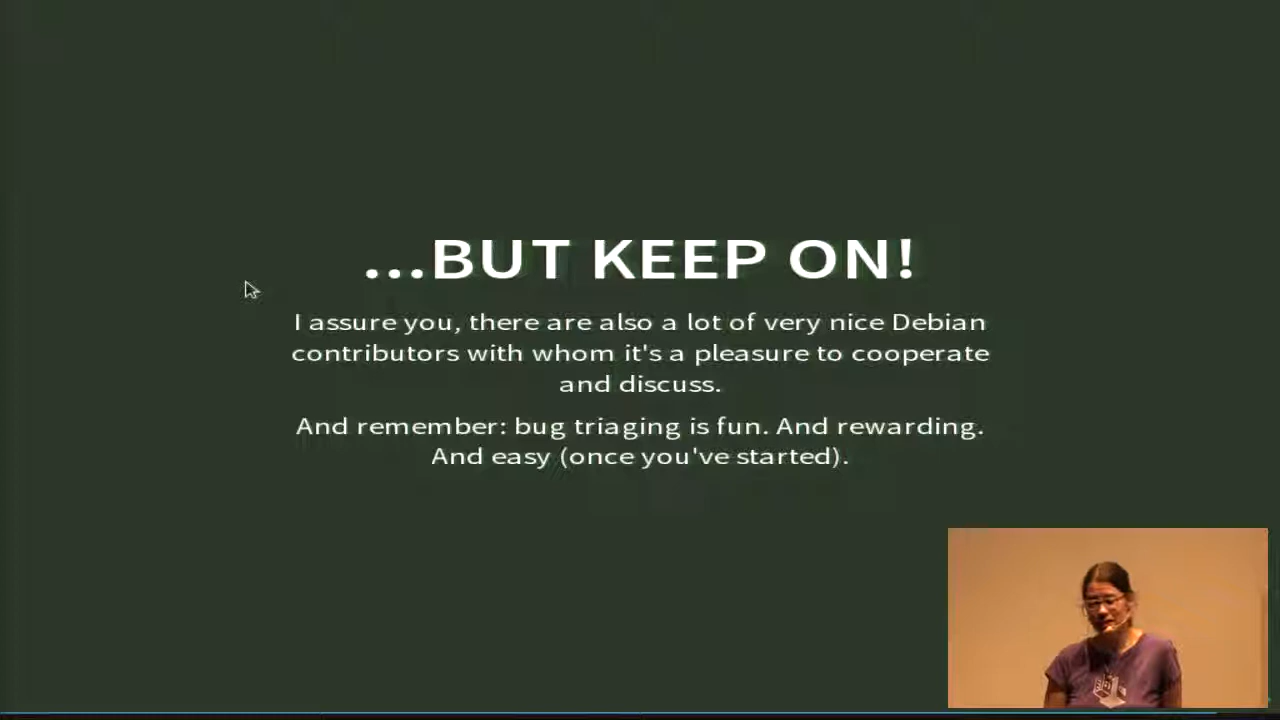 ...BUT KEEP ON!
I assure you, there are also a lot of very nice Debian
contributors with whom it's a pleasure to cooperate
and discuss.
And remember: bug triaging is fun. And rewarding.
And easy (once you've started).